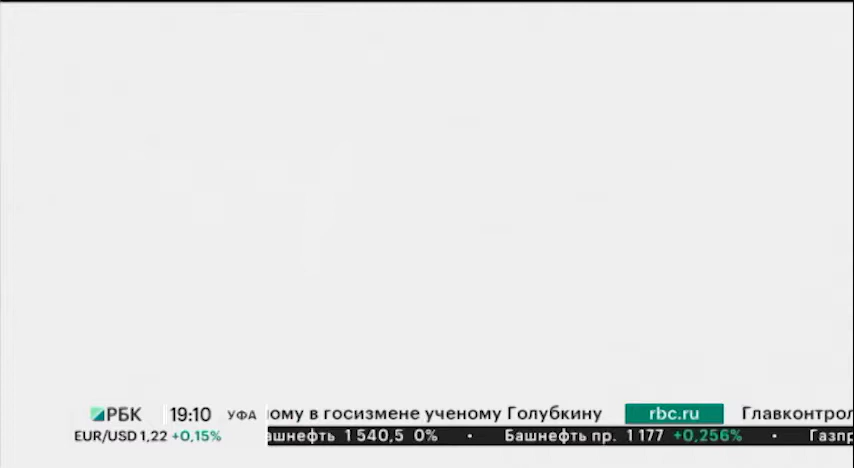 РБК 19:10 УФА ому в госизмене ученому Голубкину rbc.ru Главконтрол
EUR/USD 1,22 +0,15% ашнефть 1 540,5 0% • Башнефть пр. 1 177 +0,256% • Газпр